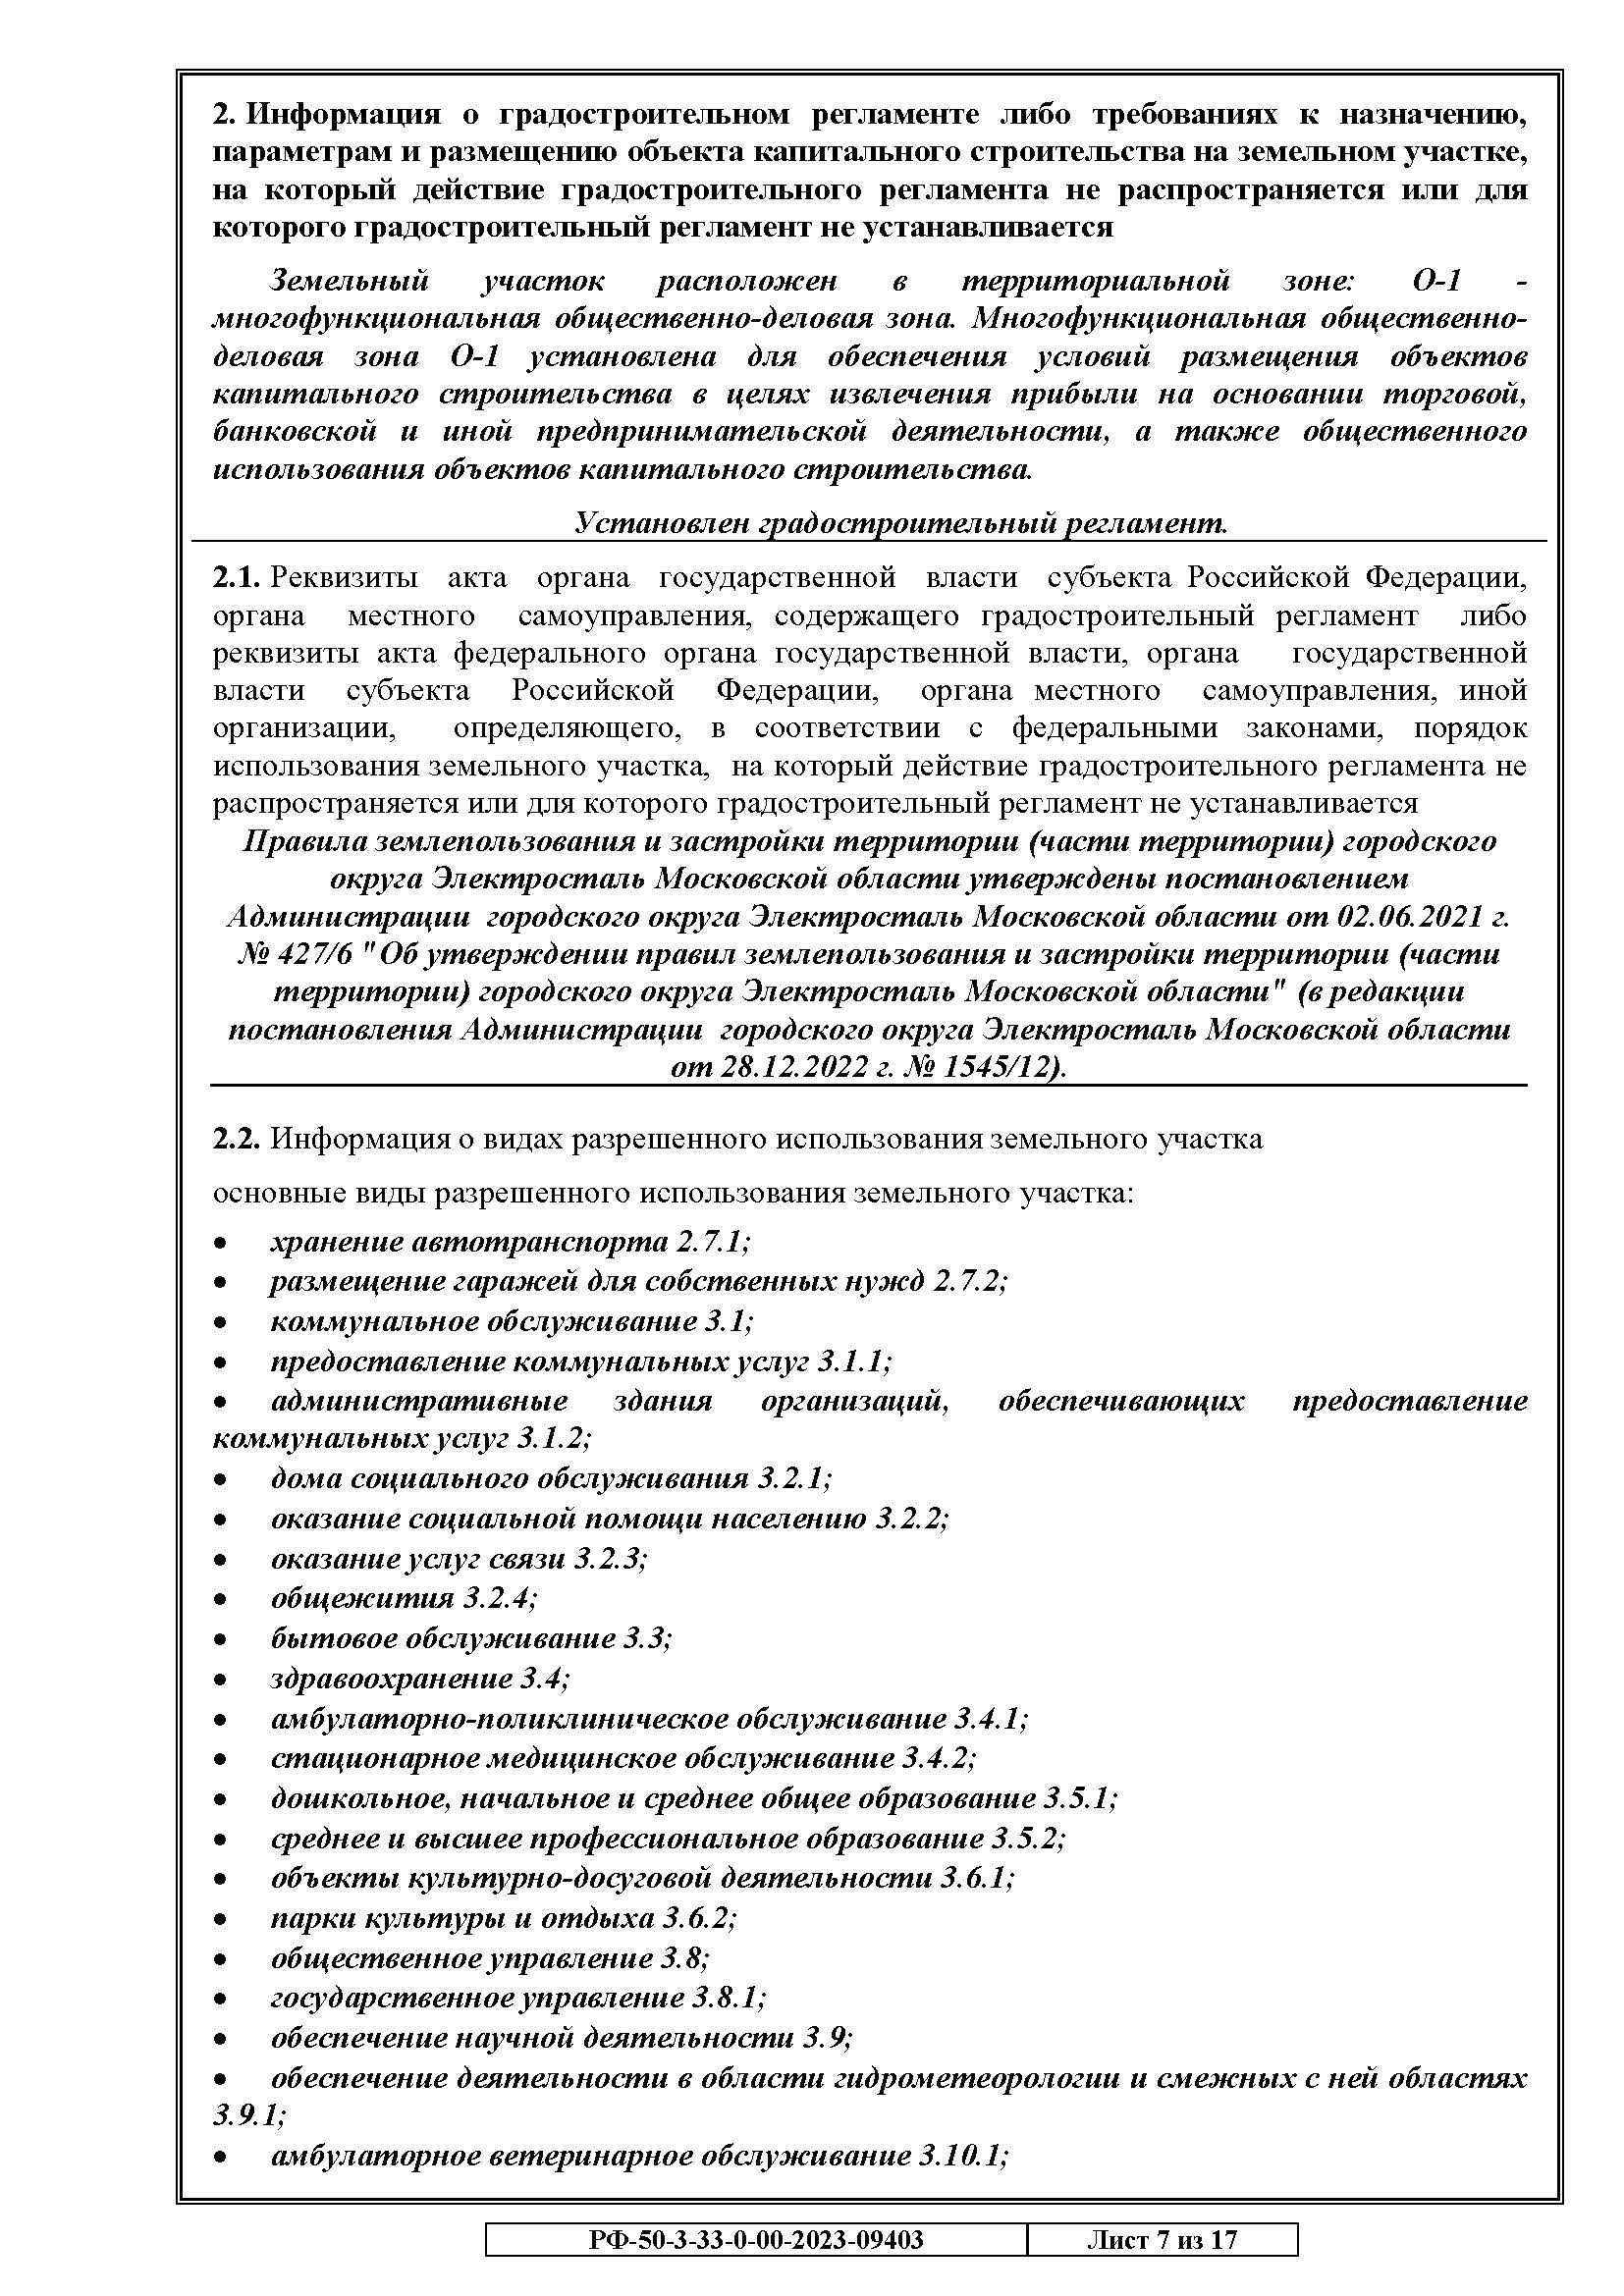 2. Информация о градостроительном регламенте либо требованиях к назначению,
параметрам и размещению объекта капитального строительства на земельном участке,
на который действие градостроительного регламента не распространяется или для
которого градостроительный регламент не устанавливается
Земельный участок расположен в территориальной зоне: О-1 -
многофункциональная общественно-деловая зона. Многофункциональная общественно-
деловая зона О-1 установлена для обеспечения условий размещения объектов
капитального строительства в целях извлечения прибыли на основании торговой,
банковской и иной предпринимательской деятельности, а также общественного
использования объектов капитального строительства.
Установлен градостроительный регламент.
2.1. Реквизиты акта органа государственной власти субъекта Российской Федерации,
органа местного самоуправления, содержащего градостроительный регламент либо
реквизиты акта федерального органа государственной власти, органа государственной
власти субъекта Российской Федерации, органа местного самоуправления, иной
организации, определяющего, в соответствии с федеральными законами, порядок
использования земельного участка, на который действие градостроительного регламента не
распространяется или для которого градостроительный регламент не устанавливается
Правила землепользования и застройки территории (части территории) городского
округа Электросталь Московской области утверждены постановлением
Администрации городского округа Электросталь Московской области от 02.06.2021 г.
№ 427/6 "Об утверждении правил землепользования и застройки территории (части
территории) городского округа Электросталь Московской области" (в редакции
постановления Администрации городского округа Электросталь Московской области
от 28.12.2022 г. № 1545/12).
2.2. Информация о видах разрешенного использования земельного участка
основные виды разрешенного использования земельного участка:
• хранение автотранспорта 2.7.1;
• размещение гаражей для собственных нужд 2.7.2;
• коммунальное обслуживание 3.1;
• предоставление коммунальных услуг 3.1.1;
• административные здания организаций, обеспечивающих предоставление
коммунальных услуг 3.1.2;
• дома социального обслуживания 3.2.1;
• оказание социальной помощи населению 3.2.2;
• оказание услуг связи 3.2.3;
• общежития 3.2.4;
• бытовое обслуживание 3.3;
• здравоохранение 3.4;
• амбулаторно-поликлиническое обслуживание 3.4.1;
• стационарное медицинское обслуживание 3.4.2;
• дошкольное, начальное и среднее общее образование 3.5.1;
• среднее и высшее профессиональное образование 3.5.2;
• объекты культурно-досуговой деятельности 3.6.1;
• парки культуры и отдыха 3.6.2;
• общественное управление 3.8;
• государственное управление 3.8.1;
• обеспечение научной деятельности 3.9;
• обеспечение деятельности в области гидрометеорологии и смежных с ней областях
3.9.1;
• амбулаторное ветеринарное обслуживание 3.10.1;
РФ-50-3-33-0-00-2023-09403 Лист 7 из 17